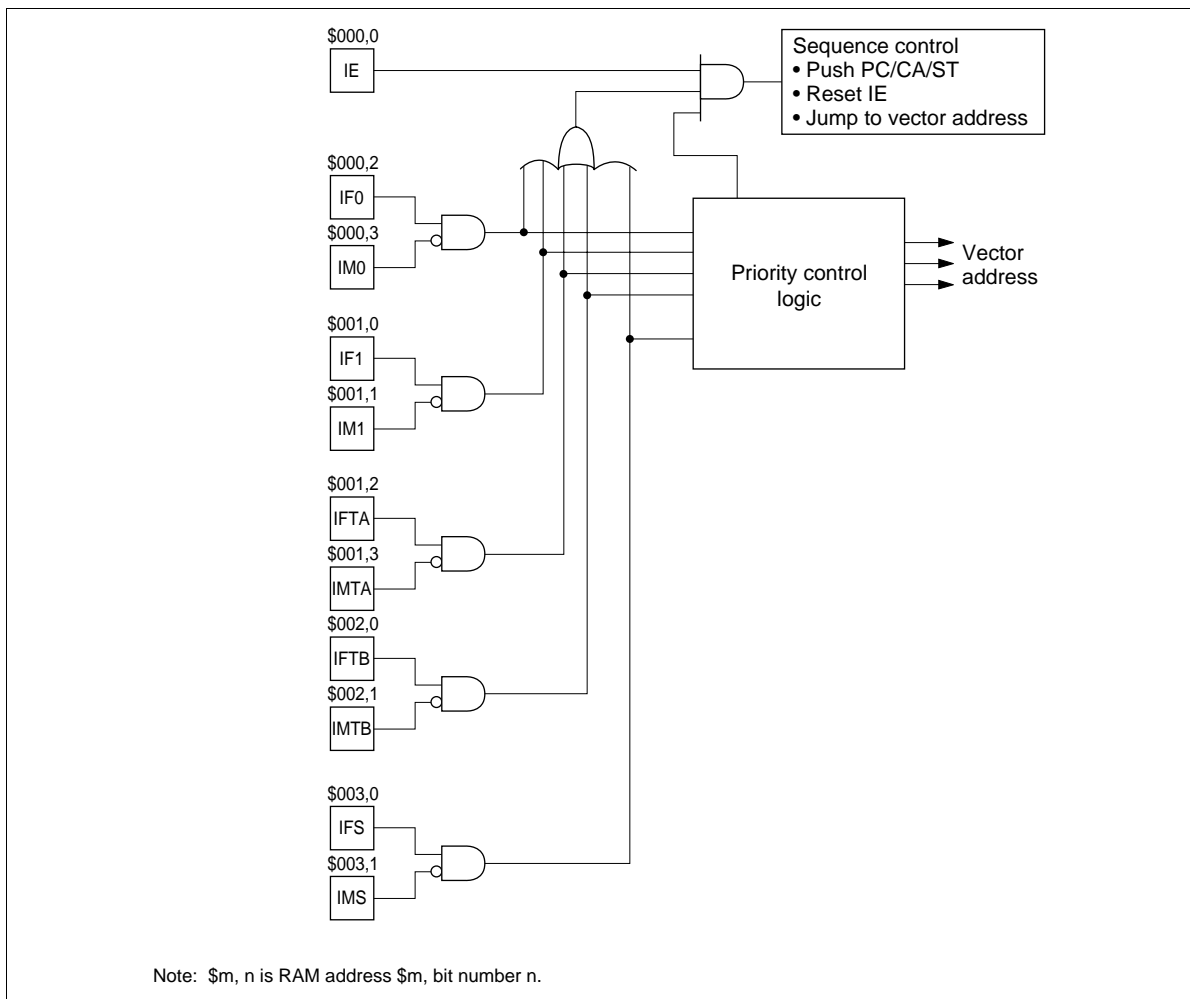 $000,0
IE
Sequence control
• Push PC/CA/ST
• Reset IE
• Jump to vector address
$000,2
IF0
$000,3
IM0
Priority control
logic
Vector
address
$001,0
IF1
$001,1
IM1
$001,2
IFTA
$001,3
IMTA
$002,0
IFTB
$002,1
IMTB
$003,0
IFS
$003,1
IMS
Note: $m, n is RAM address $m, bit number n.